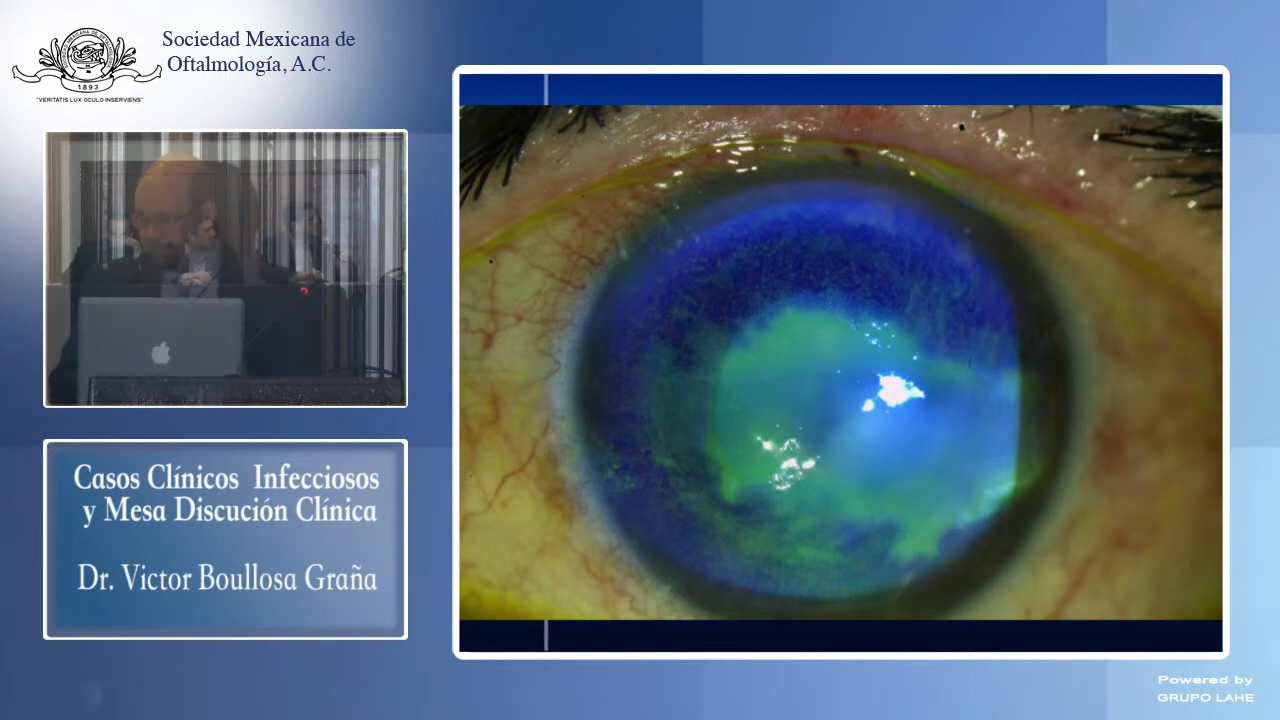 Sociedad Mexicana de
Oftalmología, A.C.
1893
"VERITATIS LUX OCULO INSERVIENS"
Casos Clínicos Infecciosos
y Mesa Discución Clínica
Dr. Victor Boullosa Graña
Powered by
GRUPO LAHE